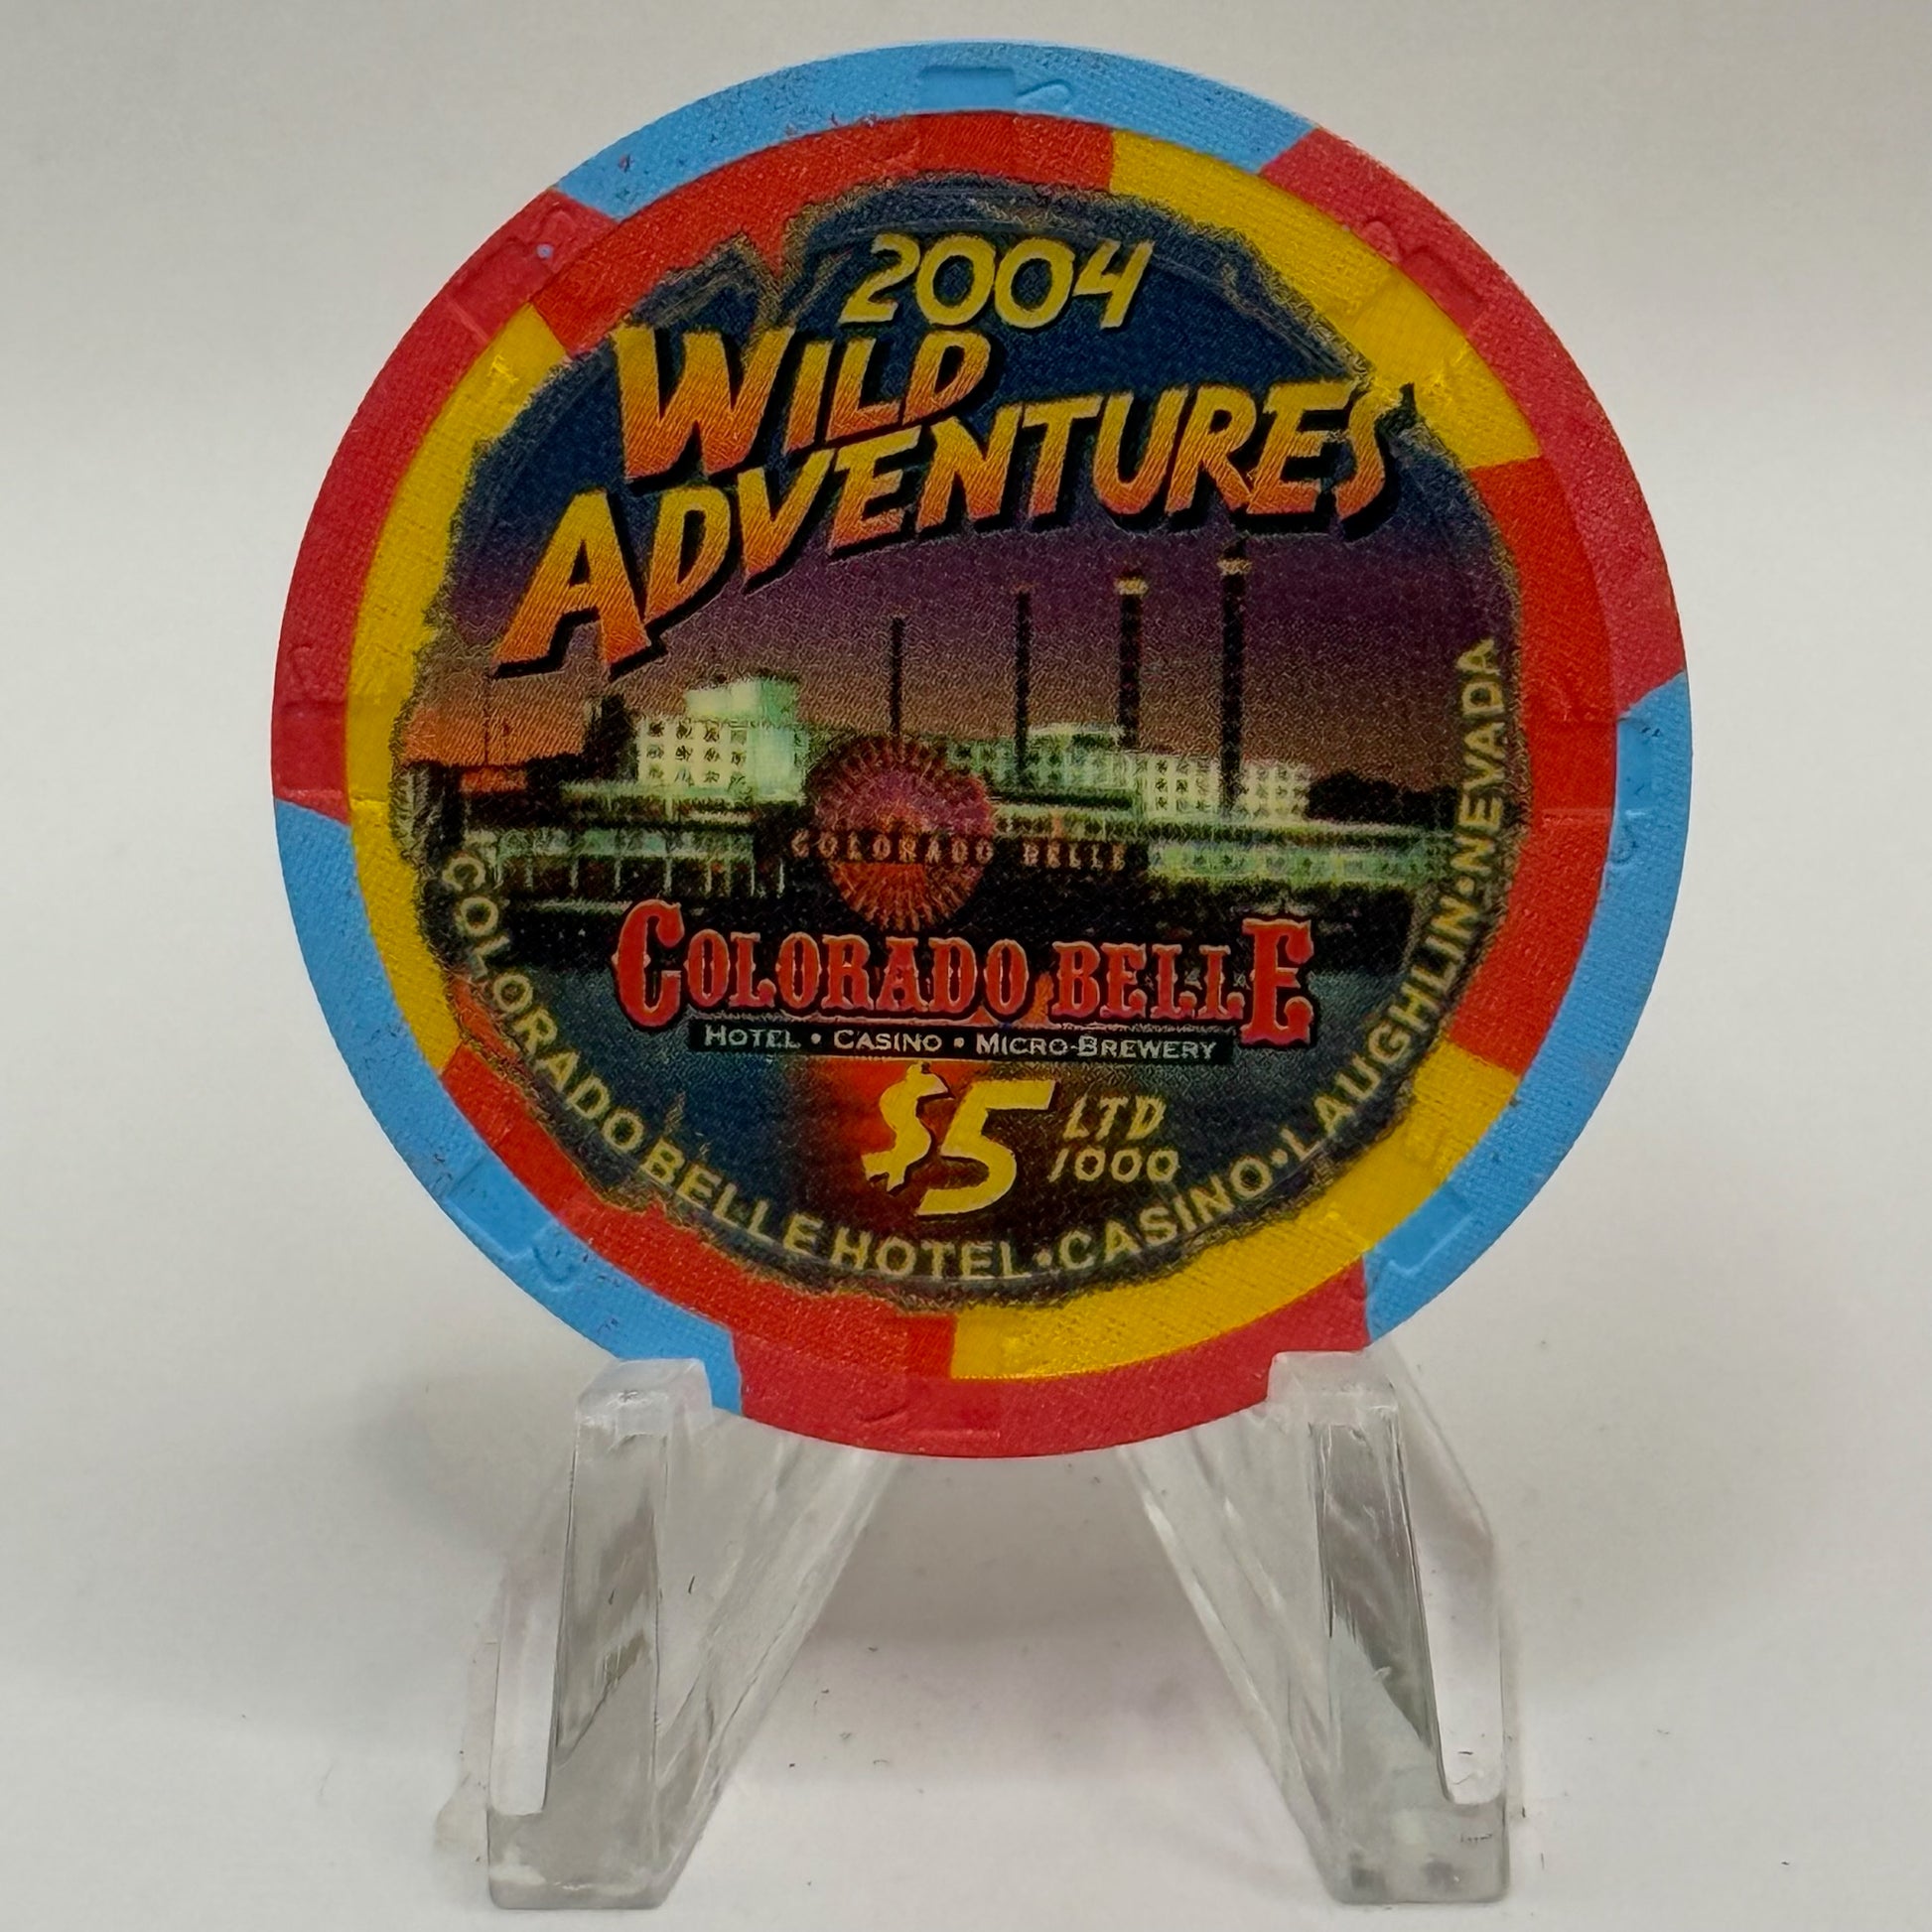 2004
WILD
ADVENTURES
COLORADO BELLE
COLORADO BELLE
HOTEL • CASINO • MICRO-BREWERY
$5 LTD
1000
COLORADO BELLE HOTEL•CASINO•LAUGHLIN•NEVADA